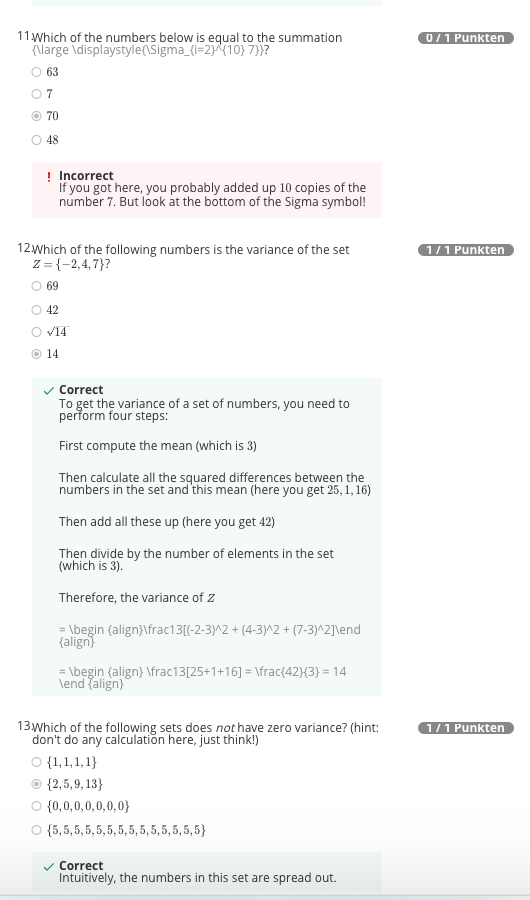 11. Which of the numbers below is equal to the summation
{\large \displaystyle{\Sigma_{i=2}^{10} 7}}?
0 / 1 Punkten
63
7
70
48
! Incorrect
If you got here, you probably added up 10 copies of the
number 7. But look at the bottom of the Sigma symbol!
12. Which of the following numbers is the variance of the set
Z = {−2, 4, 7}?
1 / 1 Punkten
69
42
√14
14
✓ Correct
To get the variance of a set of numbers, you need to
perform four steps:
First compute the mean (which is 3)
Then calculate all the squared differences between the
numbers in the set and this mean (here you get 25, 1, 16)
Then add all these up (here you get 42)
Then divide by the number of elements in the set
(which is 3).
Therefore, the variance of Z
= \begin {align}\frac13[(-2-3)^2 + (4-3)^2 + (7-3)^2]\end
{align}
= \begin {align} \frac13[25+1+16] = \frac{42}{3} = 14
\end {align}
13. Which of the following sets does not have zero variance? (hint:
don't do any calculation here, just think!)
1 / 1 Punkten
{1, 1, 1, 1}
{2, 5, 9, 13}
{0, 0, 0, 0, 0, 0, 0}
{5, 5, 5, 5, 5, 5, 5, 5, 5, 5, 5, 5, 5, 5}
✓ Correct
Intuitively, the numbers in this set are spread out.